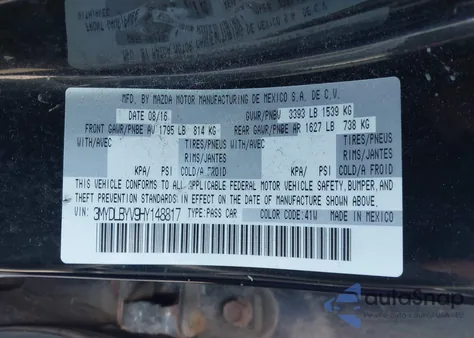 MFD. BY MAZDA MOTOR MANUFACTURING DE MEXICO S.A. DE C.V.
DATE 08/16 GVWR/PNBV 3393 LB 1539 KG
FRONT GAWR/PNBE AV 1795 LB 814 KG REAR GAWR/PNBE AR 1627 LB 738 KG
WITH/AVEC TIRES/PNEUS WITH/AVEC TIRES/PNEUS
RIMS/JANTES RIMS/JANTES
KPA/ PSI COLD/A FROID KPA/ PSI COLD/A FROID
THIS VEHICLE CONFORMS TO ALL APPLICABLE FEDERAL MOTOR VEHICLE SAFETY, BUMPER, AND
THEFT PREVENTION STANDARDS IN EFFECT ON THE DATE OF MANUFACTURE SHOWN ABOVE.
VIN: 3MYDLBYV9HY148817 TYPE: PASS CAR COLOR CODE: 41W MADE IN MEXICO
autoSnap